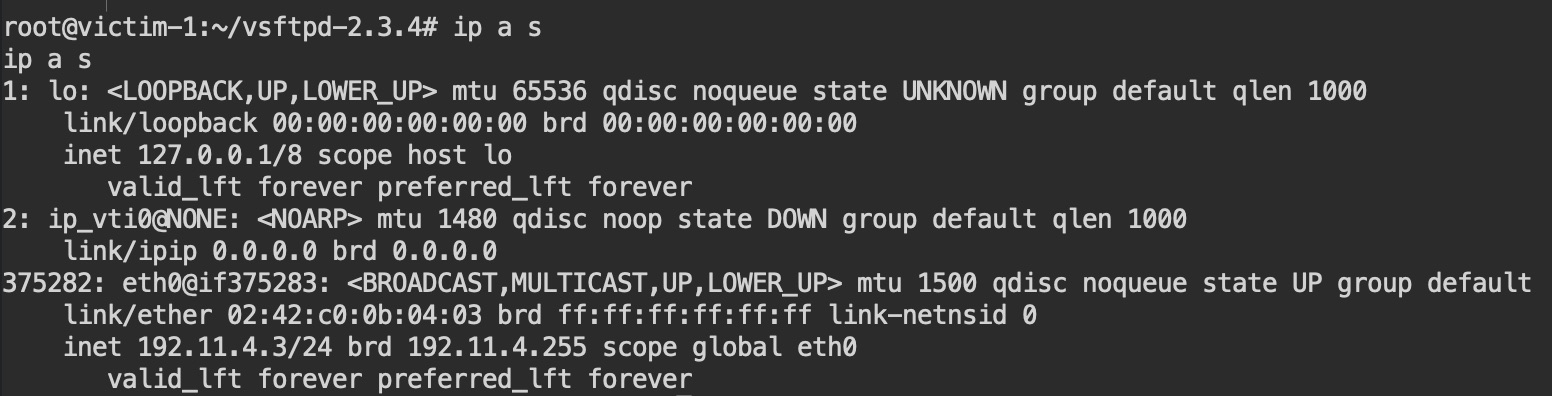 root@victim-1:~/vsftpd-2.3.4# ip a s
ip a s
1: lo: <LOOPBACK,UP,LOWER_UP> mtu 65536 qdisc noqueue state UNKNOWN group default qlen 1000
    link/loopback 00:00:00:00:00:00 brd 00:00:00:00:00:00
    inet 127.0.0.1/8 scope host lo
       valid_lft forever preferred_lft forever
2: ip_vti0@NONE: <NOARP> mtu 1480 qdisc noop state DOWN group default qlen 1000
    link/ipip 0.0.0.0 brd 0.0.0.0
375282: eth0@if375283: <BROADCAST,MULTICAST,UP,LOWER_UP> mtu 1500 qdisc noqueue state UP group default
    link/ether 02:42:c0:0b:04:03 brd ff:ff:ff:ff:ff:ff link-netnsid 0
    inet 192.11.4.3/24 brd 192.11.4.255 scope global eth0
       valid_lft forever preferred_lft forever